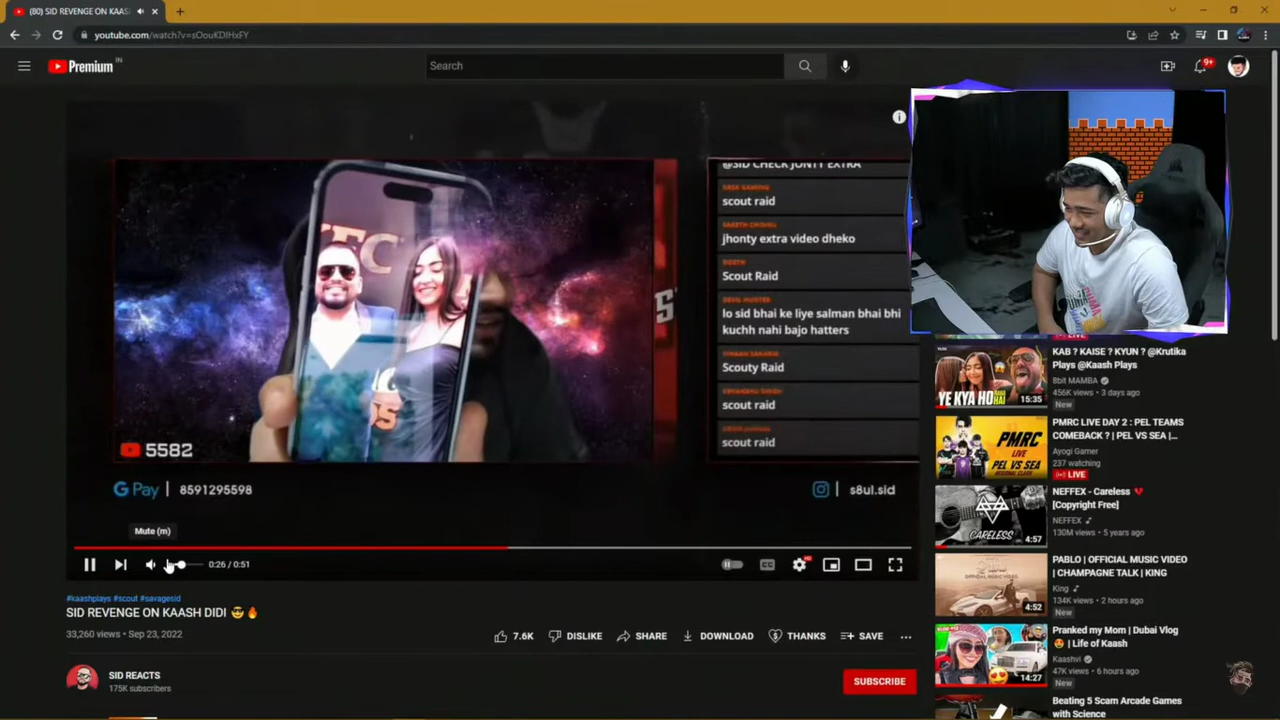 (80) SID REVENGE ON KAAS
youtube.com/watch?v=sOouKDIHxFY
Premium IN
Search
9+
@SID CHECK JONTY EXTRA
scout raid
jhonty extra video dheko
Scout Raid
lo sid bhai ke liye salman bhai bhi
kuchh nahi bajo hatters
Scouty Raid
scout raid
scout raid
5582
G Pay | 8591295598
s8ul.sid
Mute (m)
0:26 / 0:51
#kaashplays #scout #savagesid
SID REVENGE ON KAASH DIDI 😎🔥
33,260 views • Sep 23, 2022
7.6K
DISLIKE
SHARE
DOWNLOAD
THANKS
SAVE
SID REACTS
175K subscribers
SUBSCRIBE
LIVE
YE KYA HO
15:35
KAB ? KAISE ? KYUN ? @Krutika
Plays @Kaash Plays
8bit MAMBA
456K views • 3 days ago
New
PMRC
LIVE
PEL VS SEA
PMRC LIVE DAY 2 : PEL TEAMS
COMEBACK ? | PEL VS SEA |...
Ayogi Gamer
237 watching
LIVE
CARELESS
4:57
NEFFEX - Careless 💔
[Copyright Free]
NEFFEX
130M views • 5 years ago
4:52
PABLO | OFFICIAL MUSIC VIDEO
| CHAMPAGNE TALK | KING
King
134K views • 2 hours ago
New
14:27
Pranked my Mom | Dubai Vlog
😍 | Life of Kaash
Kaashvi
47K views • 6 hours ago
New
Beating 5 Scam Arcade Games
with Science